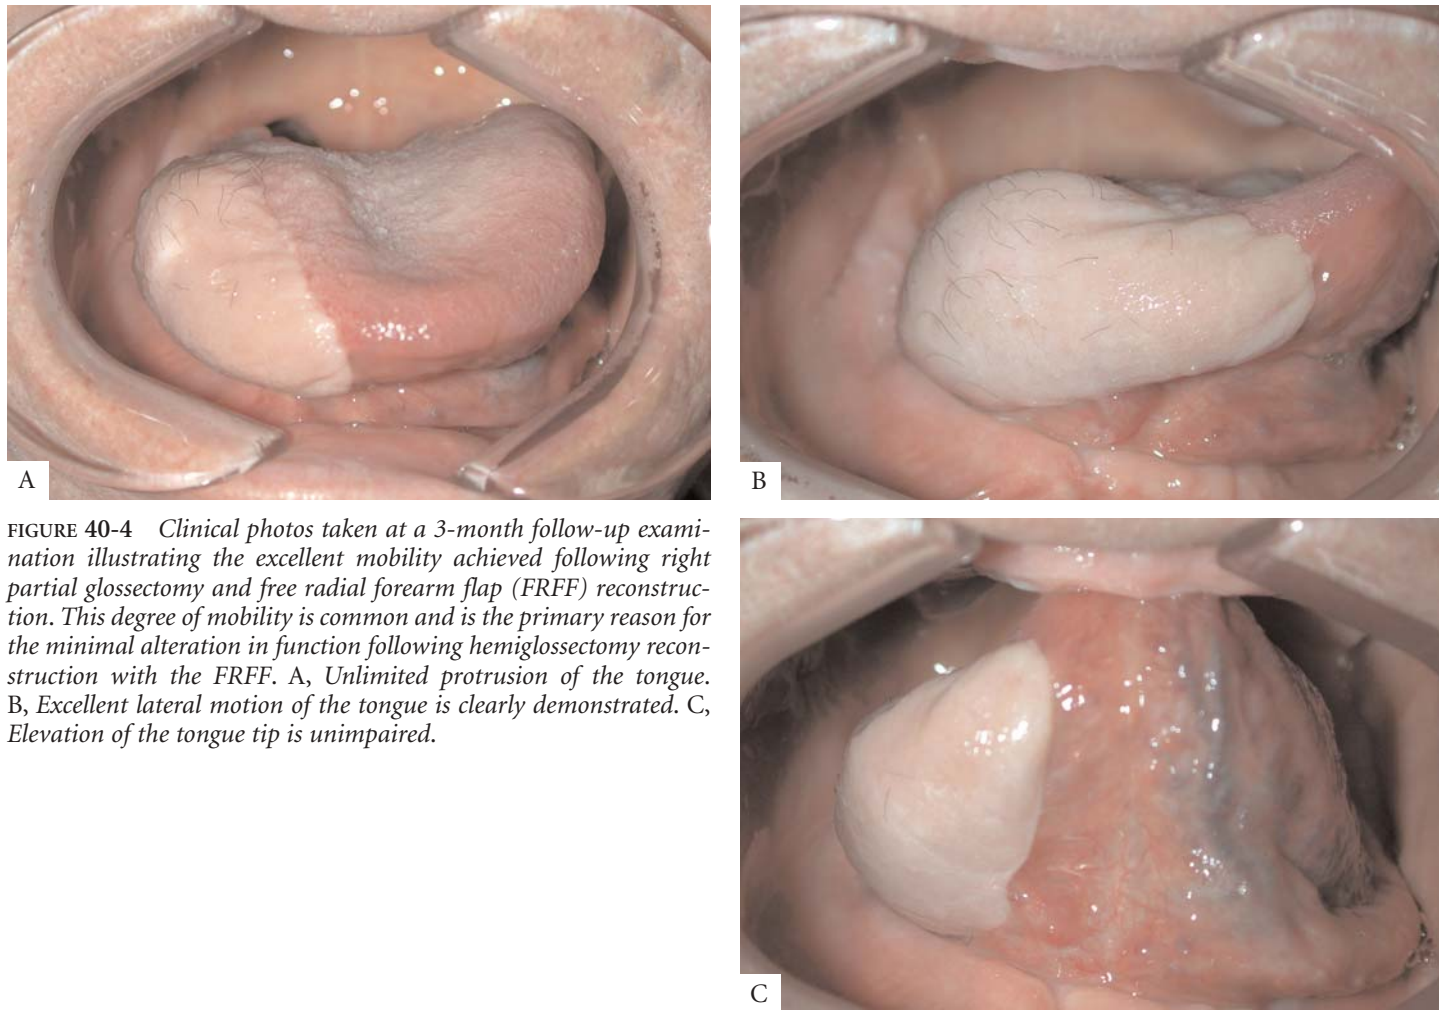 A
B
FIGURE 40-4 Clinical photos taken at a 3-month follow-up exami-
nation illustrating the excellent mobility achieved following right
partial glossectomy and free radial forearm flap (FRFF) reconstruc-
tion. This degree of mobility is common and is the primary reason for
the minimal alteration in function following hemiglossectomy recon-
struction with the FRFF. A, Unlimited protrusion of the tongue.
B, Excellent lateral motion of the tongue is clearly demonstrated. C,
Elevation of the tongue tip is unimpaired.
C